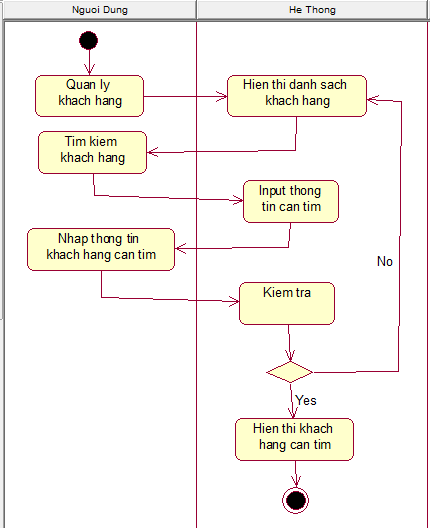 Nguoi Dung
He Thong
Quan ly
khach hang
Hien thi danh sach
khach hang
Tim kiem
khach hang
Input thong
tin can tim
Nhap thong tin
khach hang can tim
No
Kiem tra
Yes
Hien thi khach
hang can tim